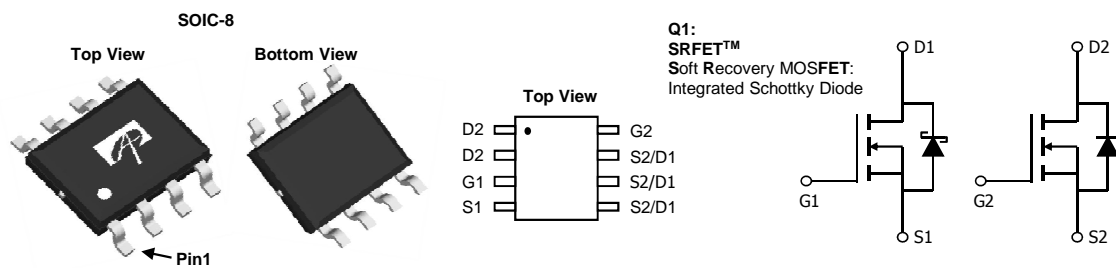 SOIC-8
Top View
Bottom View
Pin1
Top View
D2
D2
G1
S1
G2
S2/D1
S2/D1
S2/D1
Q1:
SRFET™
Soft Recovery MOSFET:
Integrated Schottky Diode
D1
G1
S1
D2
G2
S2